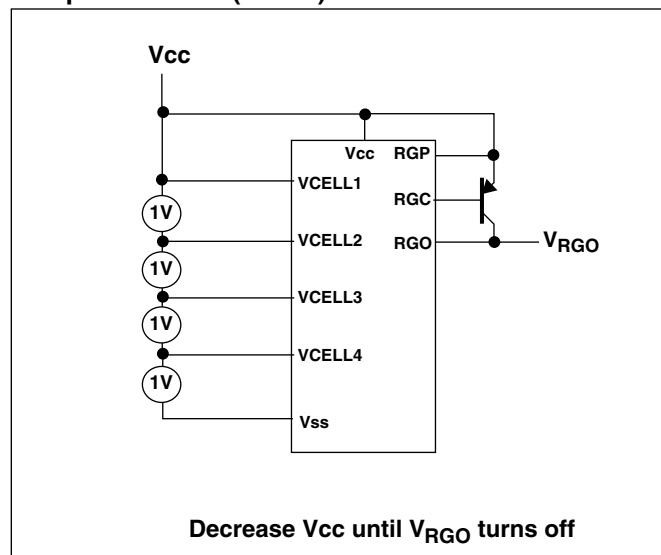 Vcc
Vcc RGP
VCELL1
RGC
1V
VCELL2
RGO
VRGO
1V
VCELL3
1V
VCELL4
1V
Vss
Decrease Vcc until VRGO turns off